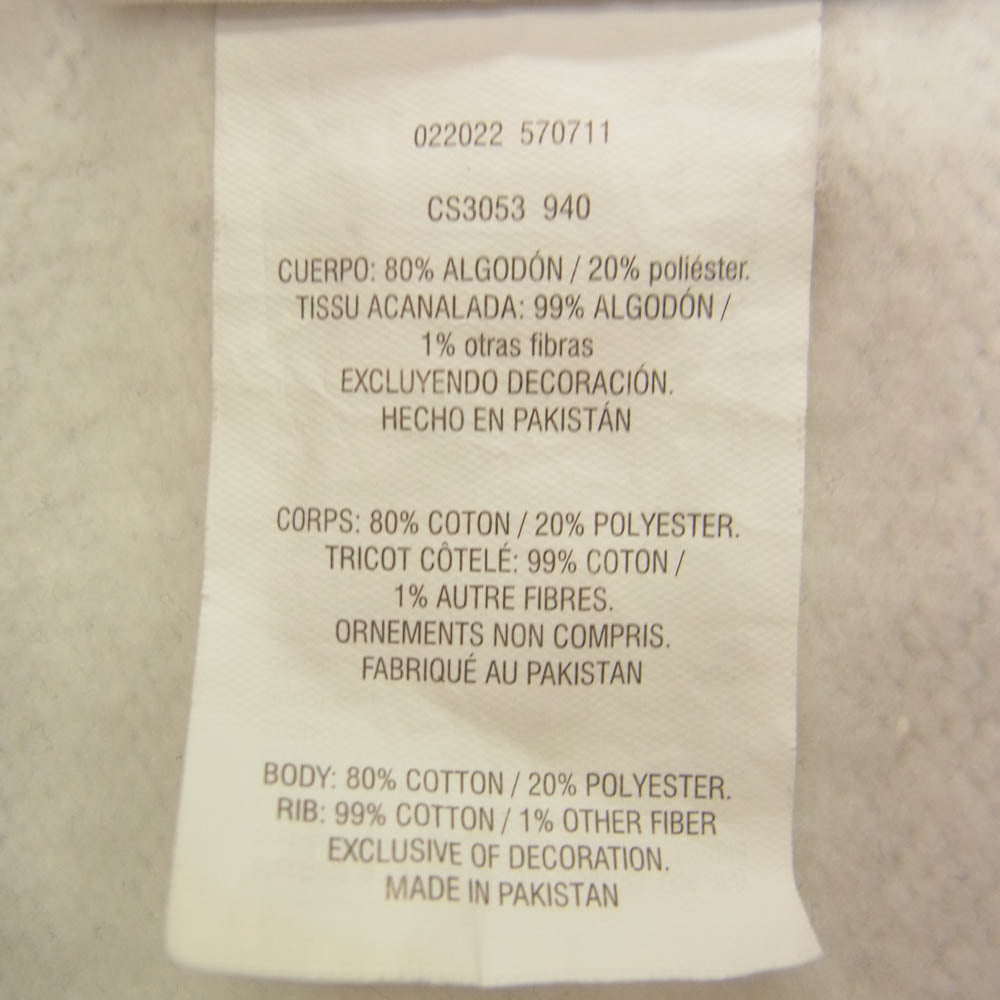 022022 570711
CS3053 940
CUERPO: 80% ALGODÓN / 20% poliéster.
TISSU ACANALADA: 99% ALGODÓN /
1% otras fibras
EXCLUYENDO DECORACIÓN.
HECHO EN PAKISTÁN
CORPS: 80% COTON / 20% POLYESTER.
TRICOT CÔTELÉ: 99% COTON /
1% AUTRE FIBRES.
ORNEMENTS NON COMPRIS.
FABRIQUÉ AU PAKISTAN
BODY: 80% COTTON / 20% POLYESTER.
RIB: 99% COTTON / 1% OTHER FIBER
EXCLUSIVE OF DECORATION.
MADE IN PAKISTAN